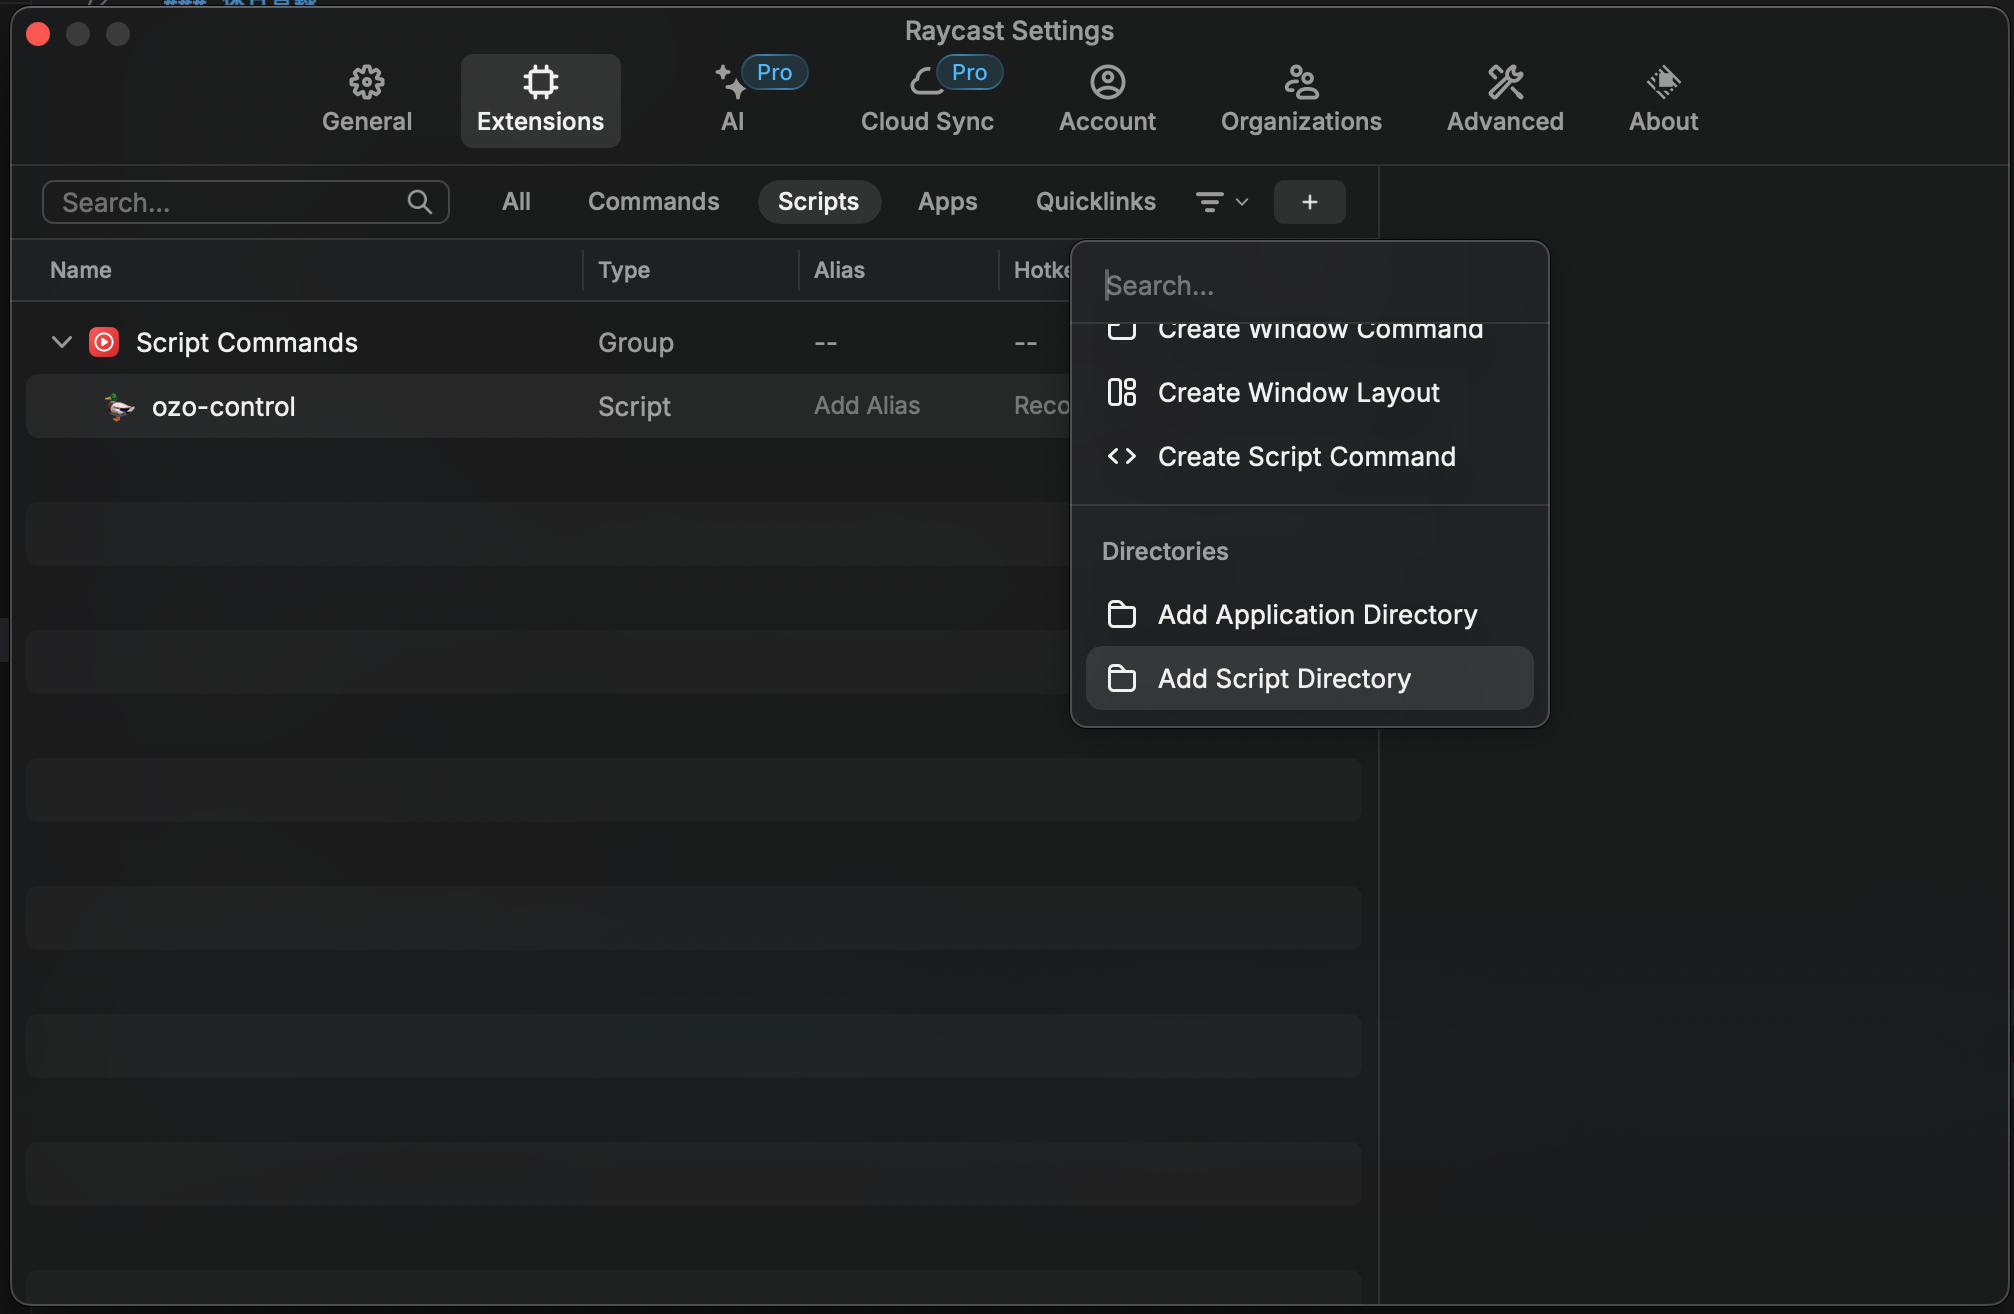 Raycast Settings
General
Extensions
Pro
AI
Pro
Cloud Sync
Account
Organizations
Advanced
About
Search...
All
Commands
Scripts
Apps
Quicklinks
+
Name
Type
Alias
Hotke
Script Commands
Group
--
--
ozo-control
Script
Add Alias
Reco
Search...
Create Window Command
Create Window Layout
Create Script Command
Directories
Add Application Directory
Add Script Directory